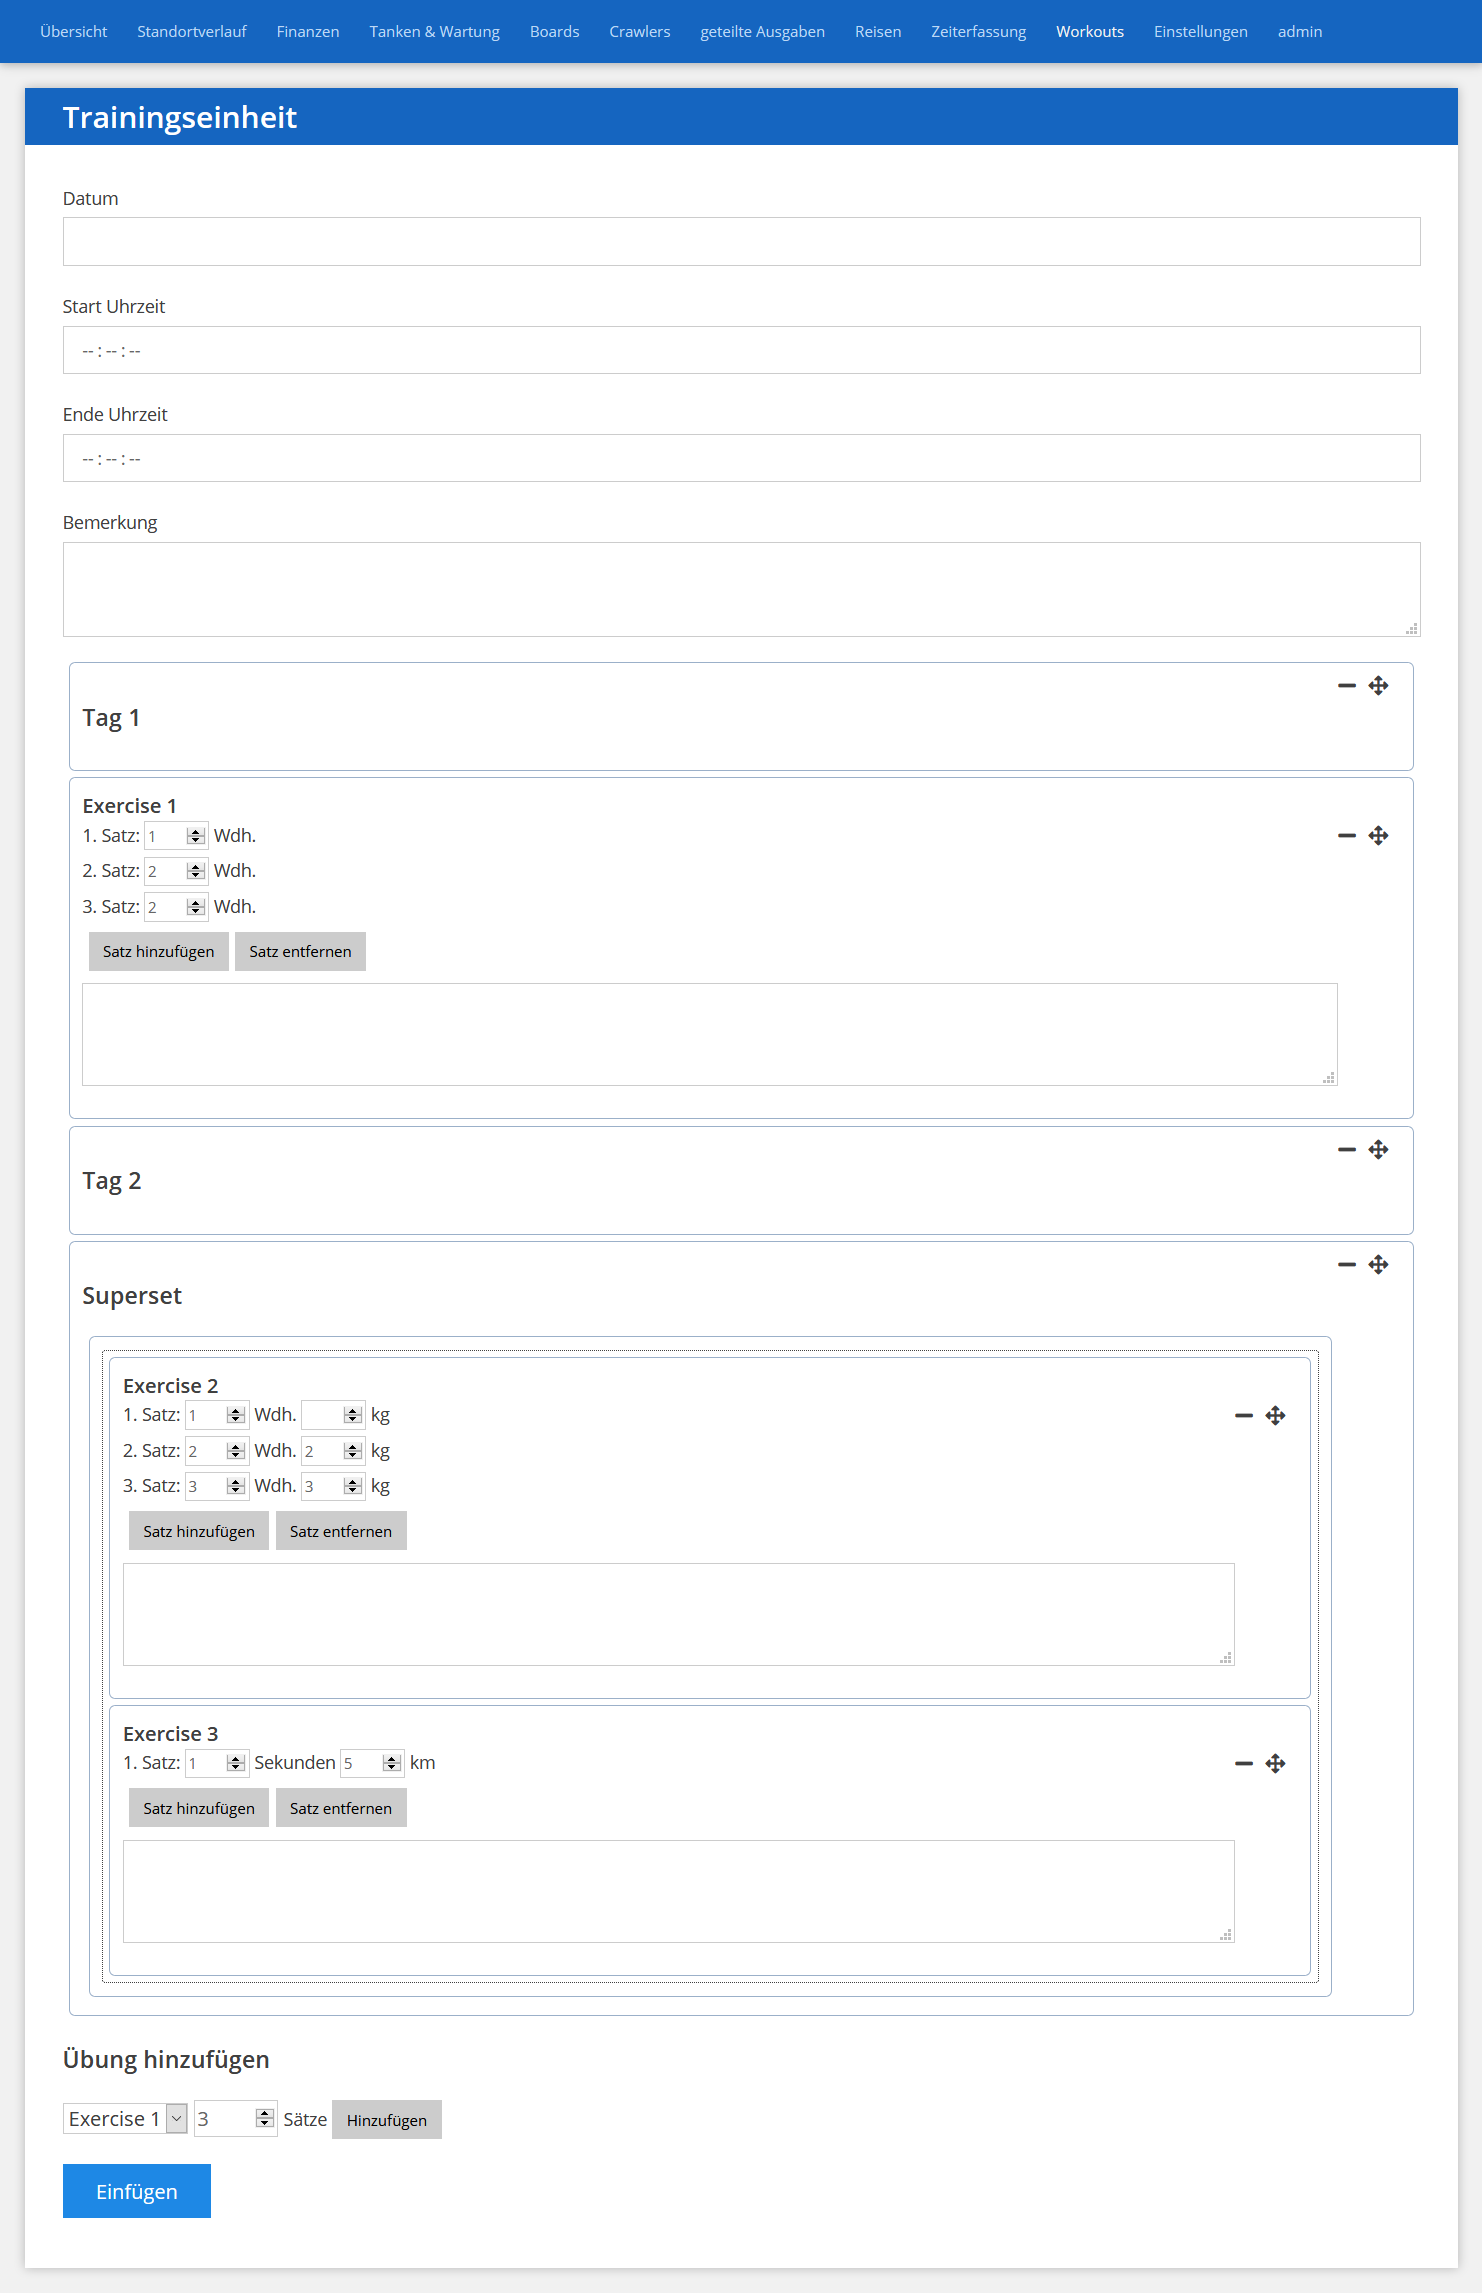 Übersicht Standortverlauf Finanzen Tanken & Wartung Boards Crawlers geteilte Ausgaben Reisen Zeiterfassung Workouts Einstellungen admin
Trainingseinheit
Datum
Start Uhrzeit
-- : -- : --
Ende Uhrzeit
-- : -- : --
Bemerkung
Tag 1
Exercise 1
1. Satz: 1 Wdh.
2. Satz: 2 Wdh.
3. Satz: 2 Wdh.
Satz hinzufügen Satz entfernen
Tag 2
Superset
Exercise 2
1. Satz: 1 Wdh. kg
2. Satz: 2 Wdh. 2 kg
3. Satz: 3 Wdh. 3 kg
Satz hinzufügen Satz entfernen
Exercise 3
1. Satz: 1 Sekunden 5 km
Satz hinzufügen Satz entfernen
Übung hinzufügen
Exercise 1 3 Sätze Hinzufügen
Einfügen